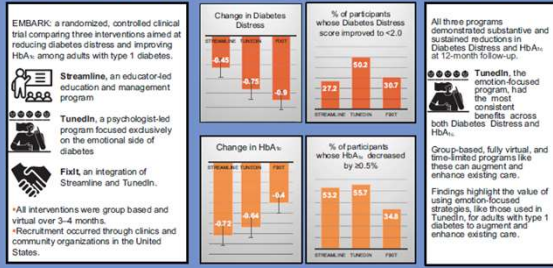 EMBARK: a randomized, controlled clinical
trial comparing three interventions aimed at
reducing diabetes distress and improving
HbA₁c among adults with type 1 diabetes.
Streamline, an educator-led
education and management
program
TunedIn, a psychologist-led
program focused exclusively
on the emotional side of
diabetes
FixIt, an integration of
Streamline and TunedIn.
•All interventions were group based and
virtual over 3–4 months.
•Recruitment occurred through clinics and
community organizations in the United
States.
Change in Diabetes
Distress
STREAMLINE TUNEDIN FIXIT
-0.45
-0.75
-0.9
% of participants
whose Diabetes Distress
score improved to <2.0
27.2
50.2
30.7
STREAMLINE TUNEDIN FIXIT
Change in HbA₁c
STREAMLINE TUNEDIN FIXIT
-0.72
-0.64
-0.4
% of participants
whose HbA₁c decreased
by ≥0.5%
53.2
55.7
34.8
STREAMLINE TUNEDIN FIXIT
All three programs
demonstrated substantive and
sustained reductions in
Diabetes Distress and HbA₁c
at 12-month follow-up.
TunedIn, the
emotion-focused
program, had
the most
consistent
benefits across
both Diabetes Distress and
HbA₁c.
Group-based, fully virtual, and
time-limited programs like
these can augment and
enhance existing care.
Findings highlight the value of
using emotion-focused
strategies, like those used in
TunedIn, for adults with type 1
diabetes to augment and
enhance existing care.